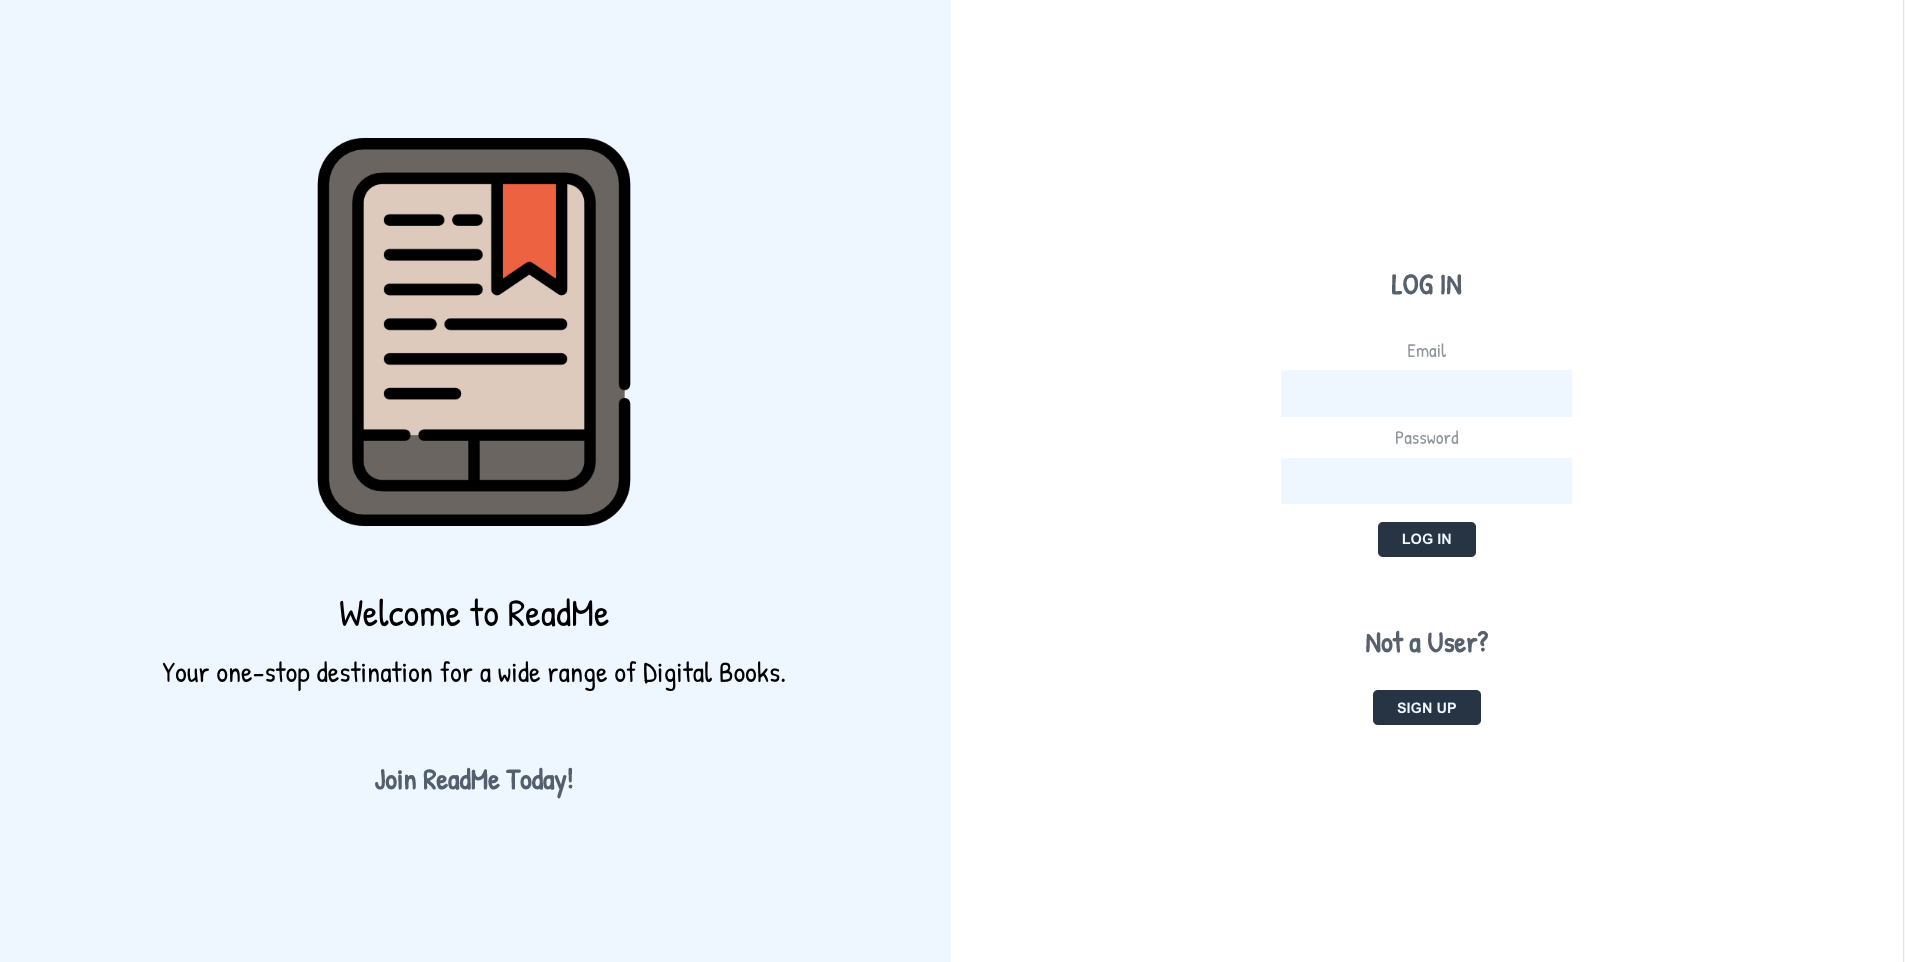 Welcome to ReadMe
Your one-stop destination for a wide range of Digital Books.
Join ReadMe Today!
LOG IN
Email
Password
LOG IN
Not a User?
SIGN UP